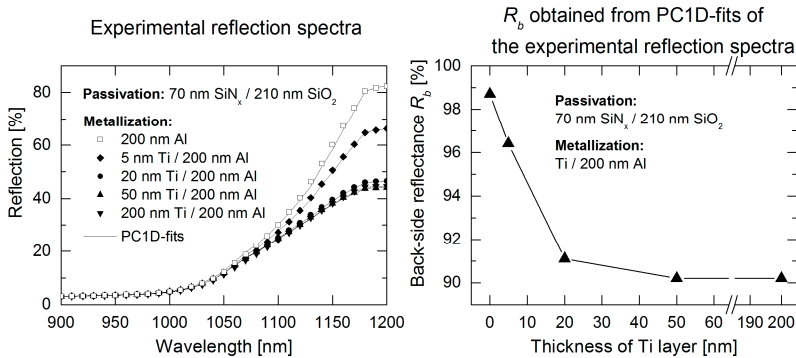 Experimental reflection spectra
Reflection [%]
80
60
40
20
0
Passivation: 70 nm SiNx / 210 nm SiO2
Metallization:
200 nm Al
5 nm Ti / 200 nm Al
20 nm Ti / 200 nm Al
50 nm Ti / 200 nm Al
200 nm Ti / 200 nm Al
PC1D-fits
900 950 1000 1050 1100 1150 1200
Wavelength [nm]
Rb obtained from PC1D-fits of
the experimental reflection spectra
Back-side reflectance Rb [%]
100
98
96
94
92
90
Passivation:
70 nm SiNx / 210 nm SiO2
Metallization:
Ti / 200 nm Al
0 10 20 30 40 50 60 190 200
Thickness of Ti layer [nm]